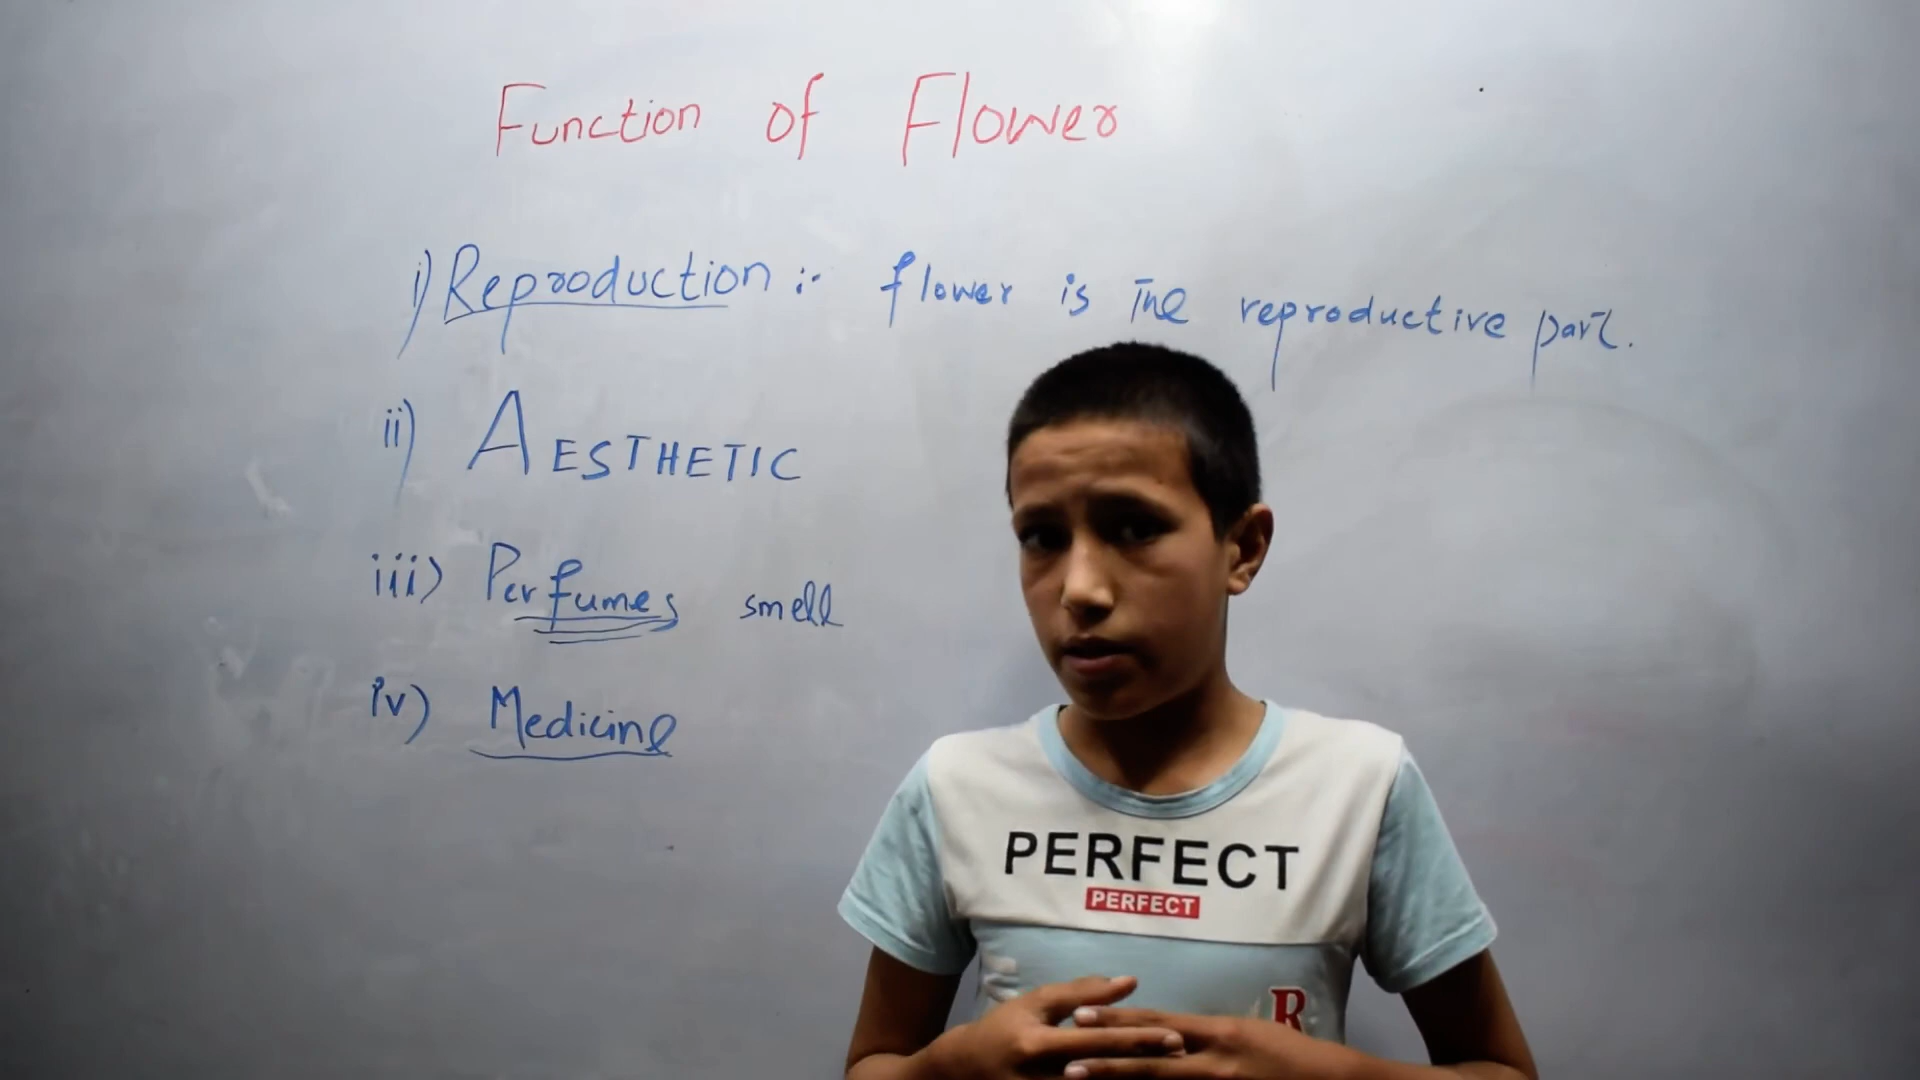 Function of Flower
i) Reproduction :- flower is the reproductive part.
ii) AESTHETIC
iii) Perfumes smell
iv) Medicine
PERFECT
PERFECT
R